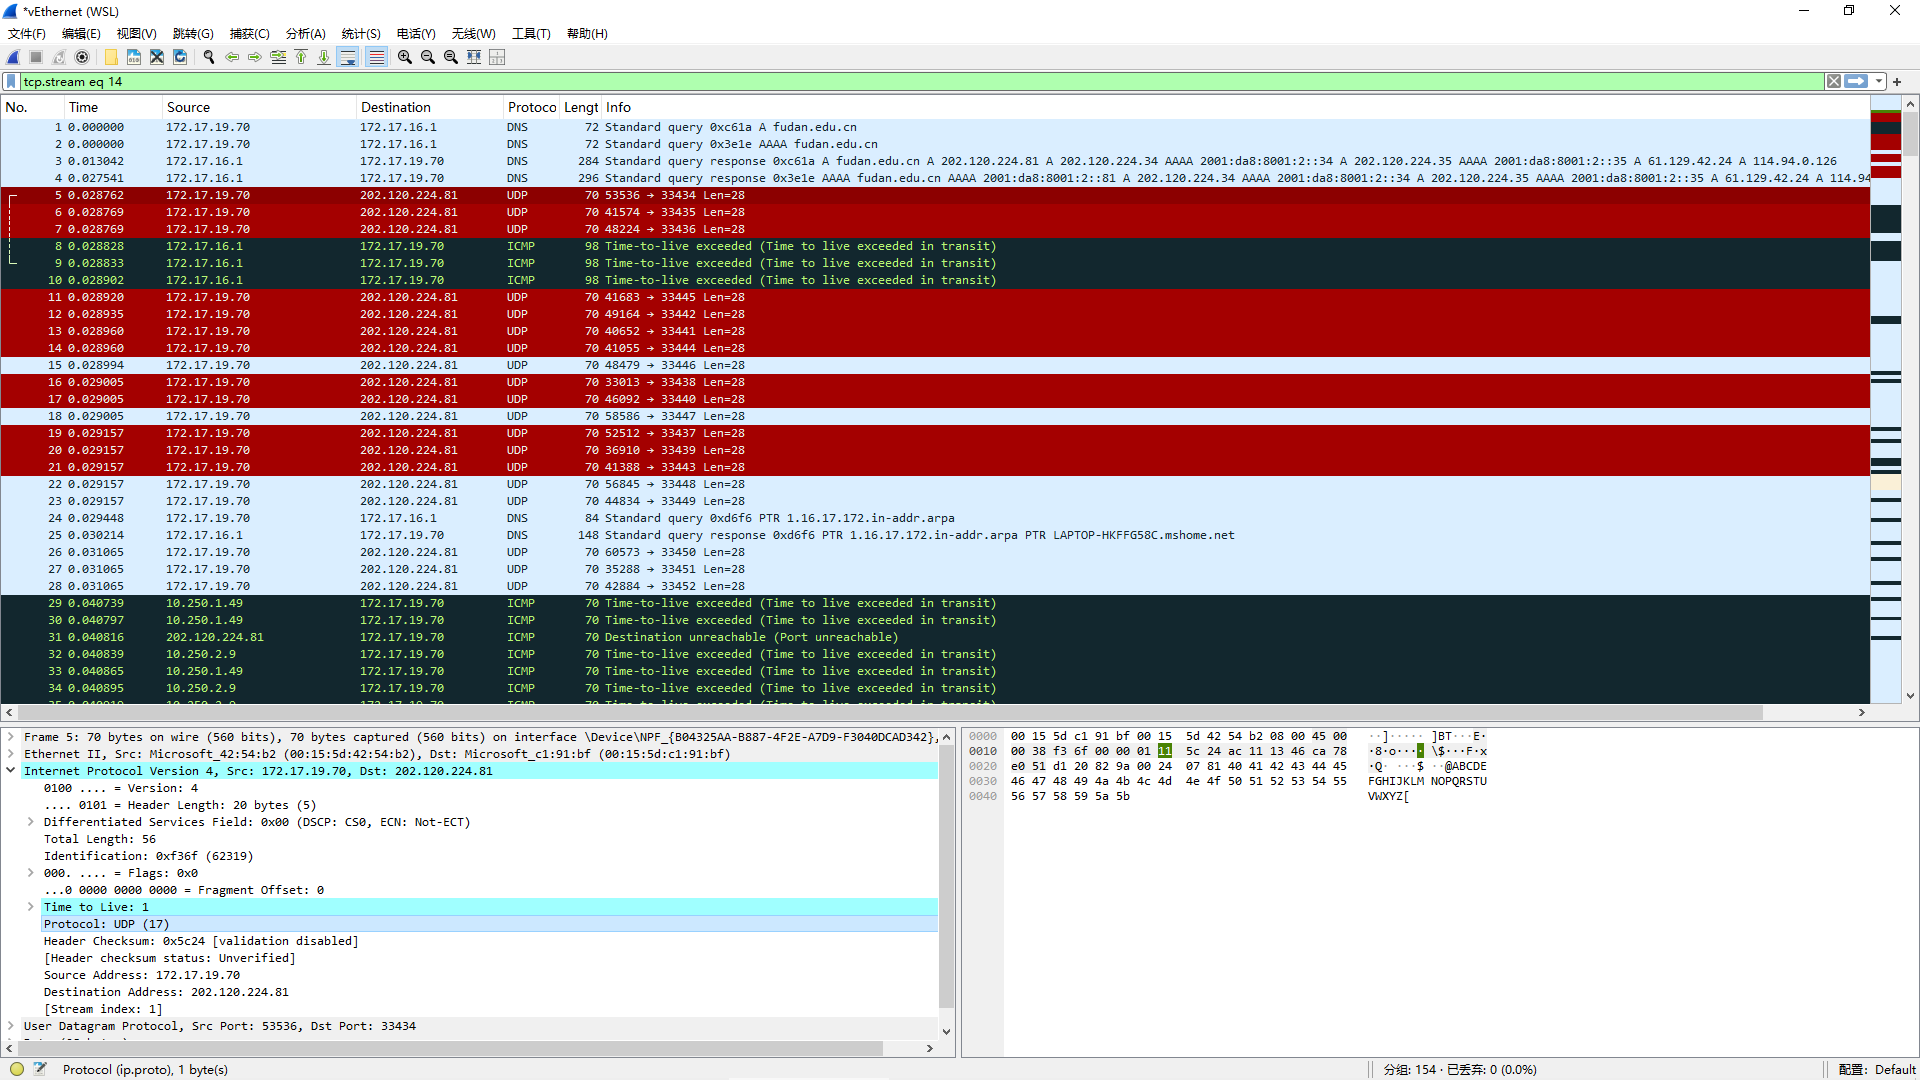 *vEthernet (WSL)
文件(F) 编辑(E) 视图(V) 跳转(G) 捕获(C) 分析(A) 统计(S) 电话(Y) 无线(W) 工具(T) 帮助(H)
tcp.stream eq 14
No. Time Source Destination Protoco Lengt Info
1 0.000000 172.17.19.70 172.17.16.1 DNS 72 Standard query 0xc61a A fudan.edu.cn
2 0.000000 172.17.19.70 172.17.16.1 DNS 72 Standard query 0x3e1e AAAA fudan.edu.cn
3 0.013042 172.17.16.1 172.17.19.70 DNS 284 Standard query response 0xc61a A fudan.edu.cn A 202.120.224.81 A 202.120.224.34 AAAA 2001:da8:8001:2::34 A 202.120.224.35 AAAA 2001:da8:8001:2::35 A 61.129.42.24 A 114.94.0.126
4 0.027541 172.17.16.1 172.17.19.70 DNS 296 Standard query response 0x3e1e AAAA fudan.edu.cn AAAA 2001:da8:8001:2::81 A 202.120.224.34 AAAA 2001:da8:8001:2::34 A 202.120.224.35 AAAA 2001:da8:8001:2::35 A 61.129.42.24 A 114.94
5 0.028762 172.17.19.70 202.120.224.81 UDP 70 53536 → 33434 Len=28
6 0.028769 172.17.19.70 202.120.224.81 UDP 70 41574 → 33435 Len=28
7 0.028769 172.17.19.70 202.120.224.81 UDP 70 48224 → 33436 Len=28
8 0.028828 172.17.16.1 172.17.19.70 ICMP 98 Time-to-live exceeded (Time to live exceeded in transit)
9 0.028833 172.17.16.1 172.17.19.70 ICMP 98 Time-to-live exceeded (Time to live exceeded in transit)
10 0.028902 172.17.16.1 172.17.19.70 ICMP 98 Time-to-live exceeded (Time to live exceeded in transit)
11 0.028920 172.17.19.70 202.120.224.81 UDP 70 41683 → 33445 Len=28
12 0.028935 172.17.19.70 202.120.224.81 UDP 70 49164 → 33442 Len=28
13 0.028960 172.17.19.70 202.120.224.81 UDP 70 40652 → 33441 Len=28
14 0.028960 172.17.19.70 202.120.224.81 UDP 70 41055 → 33444 Len=28
15 0.028994 172.17.19.70 202.120.224.81 UDP 70 48479 → 33446 Len=28
16 0.029005 172.17.19.70 202.120.224.81 UDP 70 33013 → 33438 Len=28
17 0.029005 172.17.19.70 202.120.224.81 UDP 70 46092 → 33440 Len=28
18 0.029005 172.17.19.70 202.120.224.81 UDP 70 58586 → 33447 Len=28
19 0.029157 172.17.19.70 202.120.224.81 UDP 70 52512 → 33437 Len=28
20 0.029157 172.17.19.70 202.120.224.81 UDP 70 36910 → 33439 Len=28
21 0.029157 172.17.19.70 202.120.224.81 UDP 70 41388 → 33443 Len=28
22 0.029157 172.17.19.70 202.120.224.81 UDP 70 56845 → 33448 Len=28
23 0.029157 172.17.19.70 202.120.224.81 UDP 70 44834 → 33449 Len=28
24 0.029448 172.17.19.70 172.17.16.1 DNS 84 Standard query 0xd6f6 PTR 1.16.17.172.in-addr.arpa
25 0.030214 172.17.16.1 172.17.19.70 DNS 148 Standard query response 0xd6f6 PTR 1.16.17.172.in-addr.arpa PTR LAPTOP-HKFFG58C.mshome.net
26 0.031065 172.17.19.70 202.120.224.81 UDP 70 60573 → 33450 Len=28
27 0.031065 172.17.19.70 202.120.224.81 UDP 70 35288 → 33451 Len=28
28 0.031065 172.17.19.70 202.120.224.81 UDP 70 42884 → 33452 Len=28
29 0.040739 10.250.1.49 172.17.19.70 ICMP 70 Time-to-live exceeded (Time to live exceeded in transit)
30 0.040797 10.250.1.49 172.17.19.70 ICMP 70 Time-to-live exceeded (Time to live exceeded in transit)
31 0.040816 202.120.224.81 172.17.19.70 ICMP 70 Destination unreachable (Port unreachable)
32 0.040839 10.250.2.9 172.17.19.70 ICMP 70 Time-to-live exceeded (Time to live exceeded in transit)
33 0.040865 10.250.1.49 172.17.19.70 ICMP 70 Time-to-live exceeded (Time to live exceeded in transit)
34 0.040895 10.250.2.9 172.17.19.70 ICMP 70 Time-to-live exceeded (Time to live exceeded in transit)
Frame 5: 70 bytes on wire (560 bits), 70 bytes captured (560 bits) on interface \Device\NPF_{B04325AA-B887-4F2E-A7D9-F3040DCAD342},
Ethernet II, Src: Microsoft_42:54:b2 (00:15:5d:42:54:b2), Dst: Microsoft_c1:91:bf (00:15:5d:c1:91:bf)
Internet Protocol Version 4, Src: 172.17.19.70, Dst: 202.120.224.81
0100 .... = Version: 4
.... 0101 = Header Length: 20 bytes (5)
Differentiated Services Field: 0x00 (DSCP: CS0, ECN: Not-ECT)
Total Length: 56
Identification: 0xf36f (62319)
000. .... = Flags: 0x0
...0 0000 0000 0000 = Fragment Offset: 0
Time to Live: 1
Protocol: UDP (17)
Header Checksum: 0x5c24 [validation disabled]
[Header checksum status: Unverified]
Source Address: 172.17.19.70
Destination Address: 202.120.224.81
[Stream index: 1]
User Datagram Protocol, Src Port: 53536, Dst Port: 33434
0000 00 15 5d c1 91 bf 00 15 5d 42 54 b2 08 00 45 00 ··]····· ]BT···E·
0010 00 38 f3 6f 00 00 01 11 5c 24 ac 11 13 46 ca 78 ·8·o···· \$···F·x
0020 e0 51 d1 20 82 9a 00 24 07 81 40 41 42 43 44 45 ·Q· ···$ ··@ABCDE
0030 46 47 48 49 4a 4b 4c 4d 4e 4f 50 51 52 53 54 55 FGHIJKLM NOPQRSTU
0040 56 57 58 59 5a 5b VWXYZ[
Protocol (ip.proto), 1 byte(s) 分组: 154 · 已丢弃: 0 (0.0%) 配置: Default